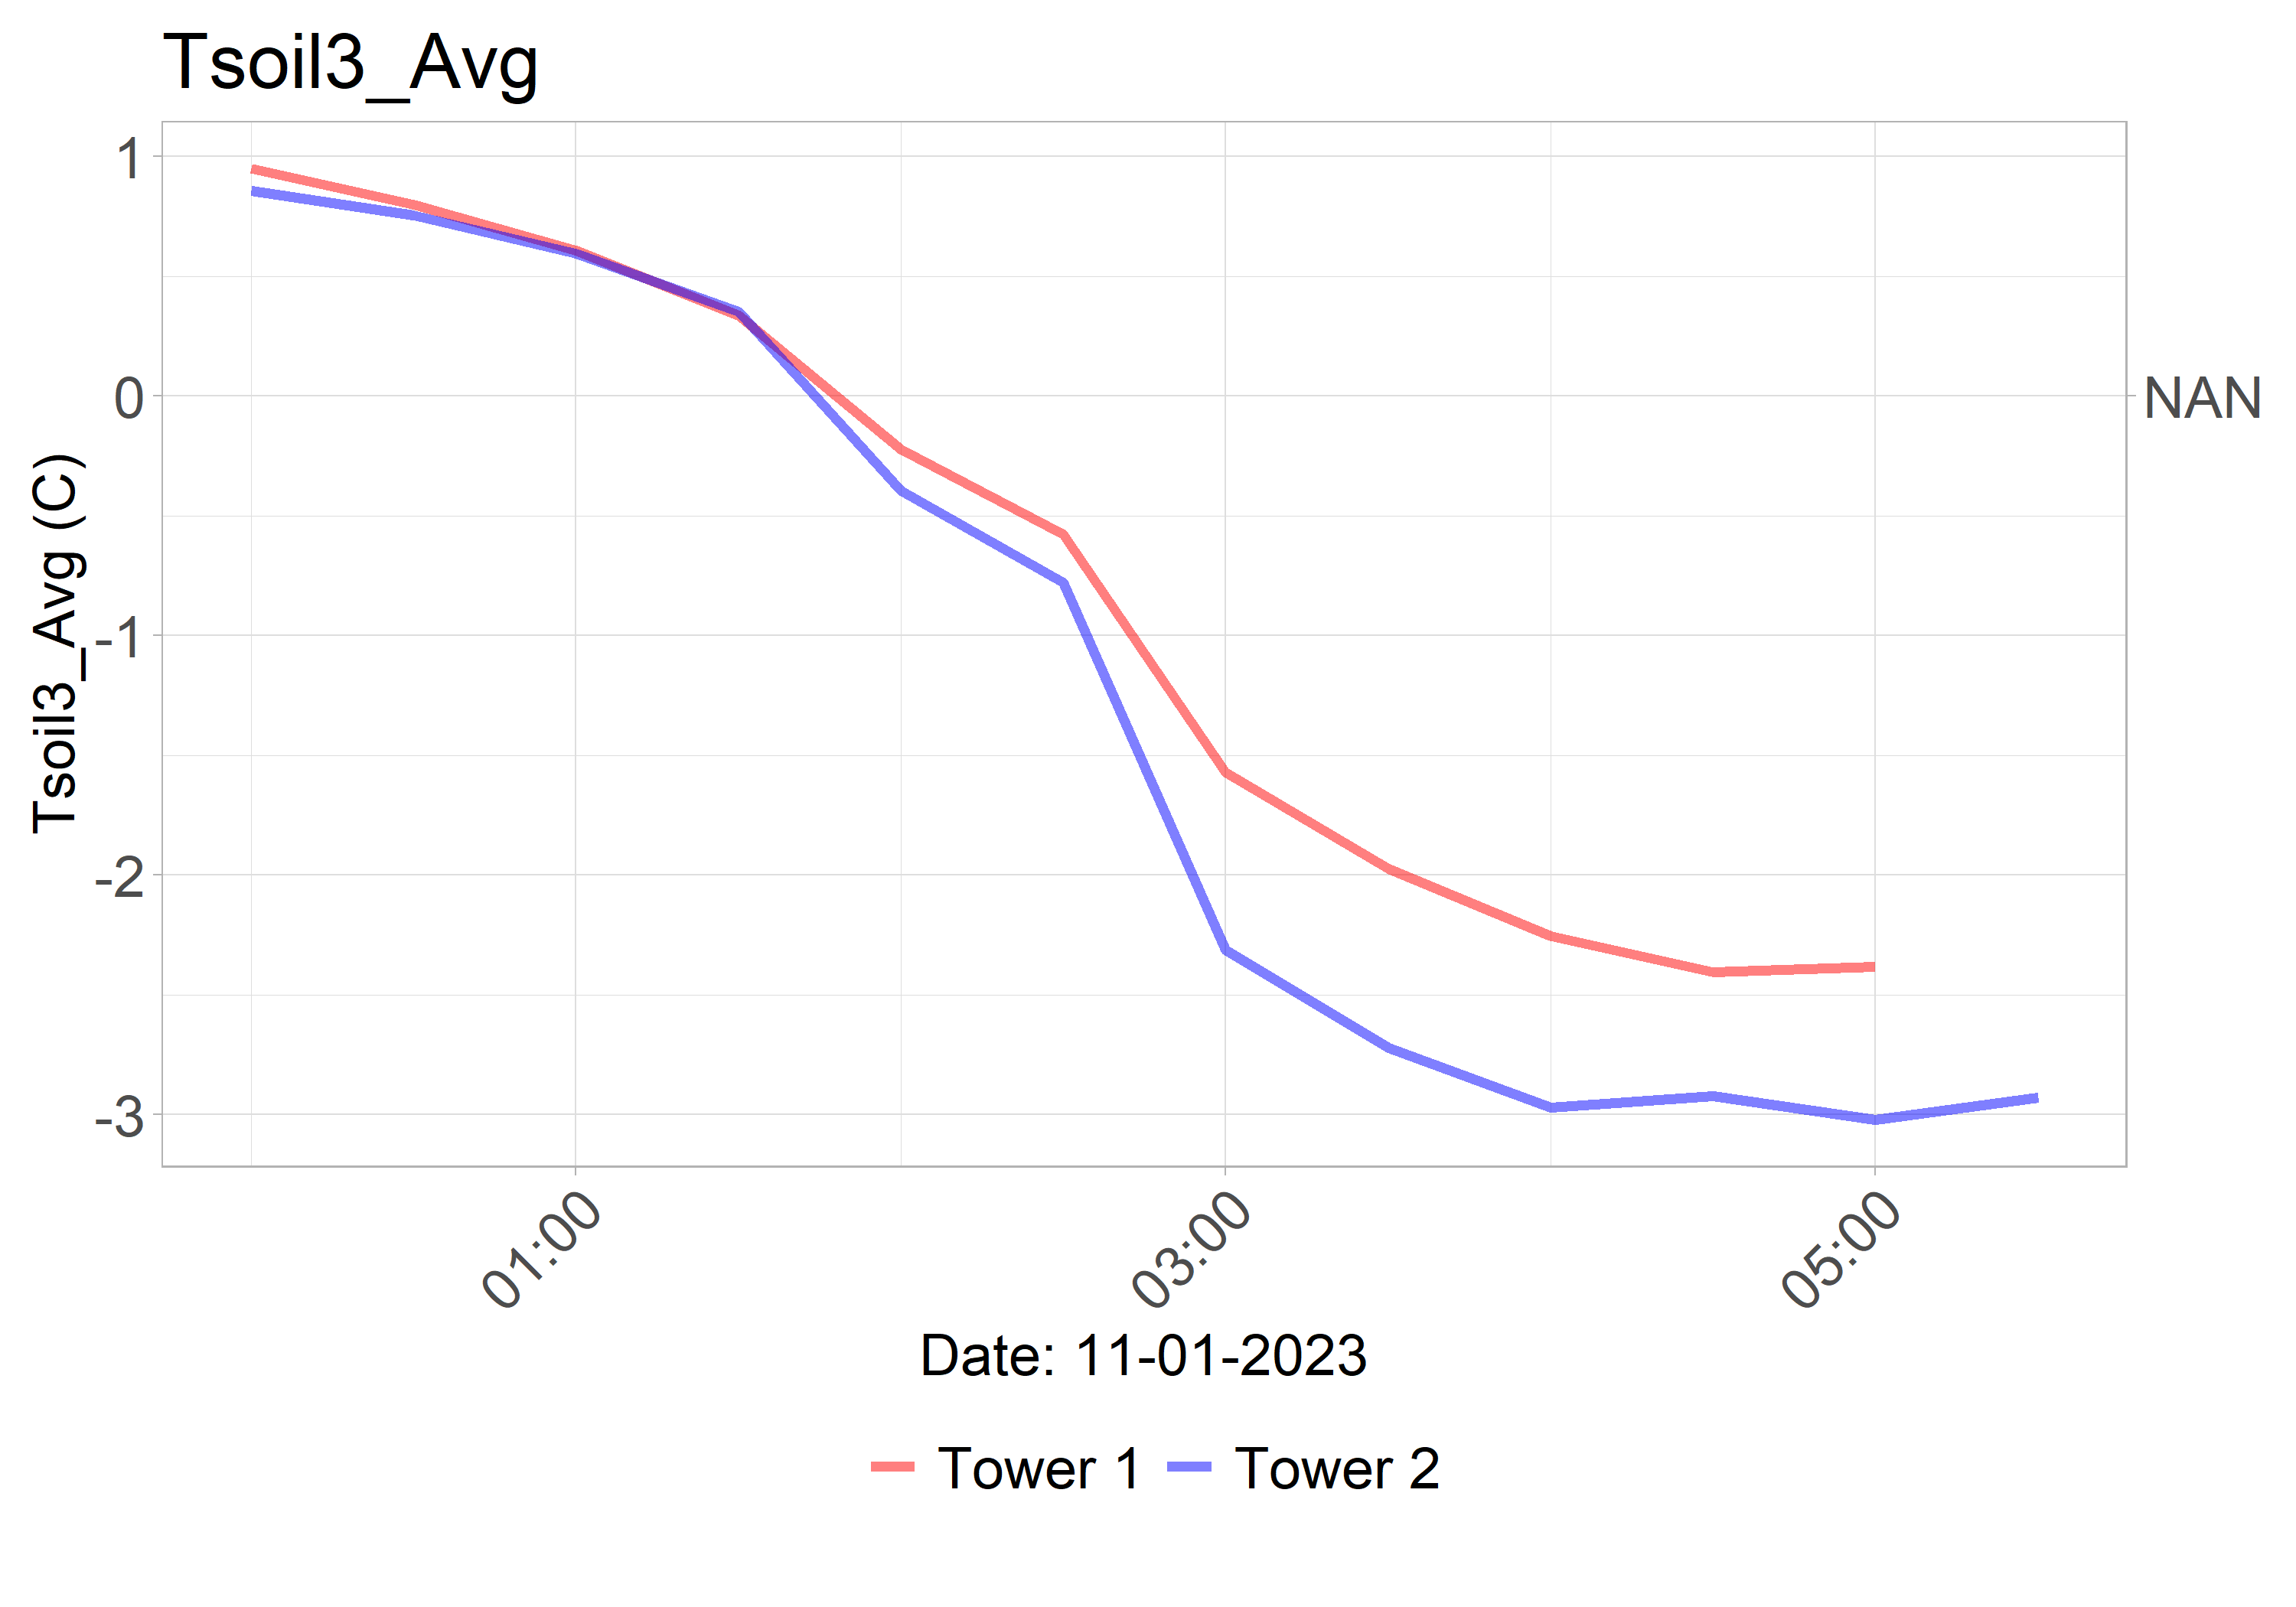 Tsoil3_Avg
Tsoil3_Avg (C)
1
0
-1
-2
-3
NAN
01:00
03:00
05:00
Date: 11-01-2023
Tower 1
Tower 2